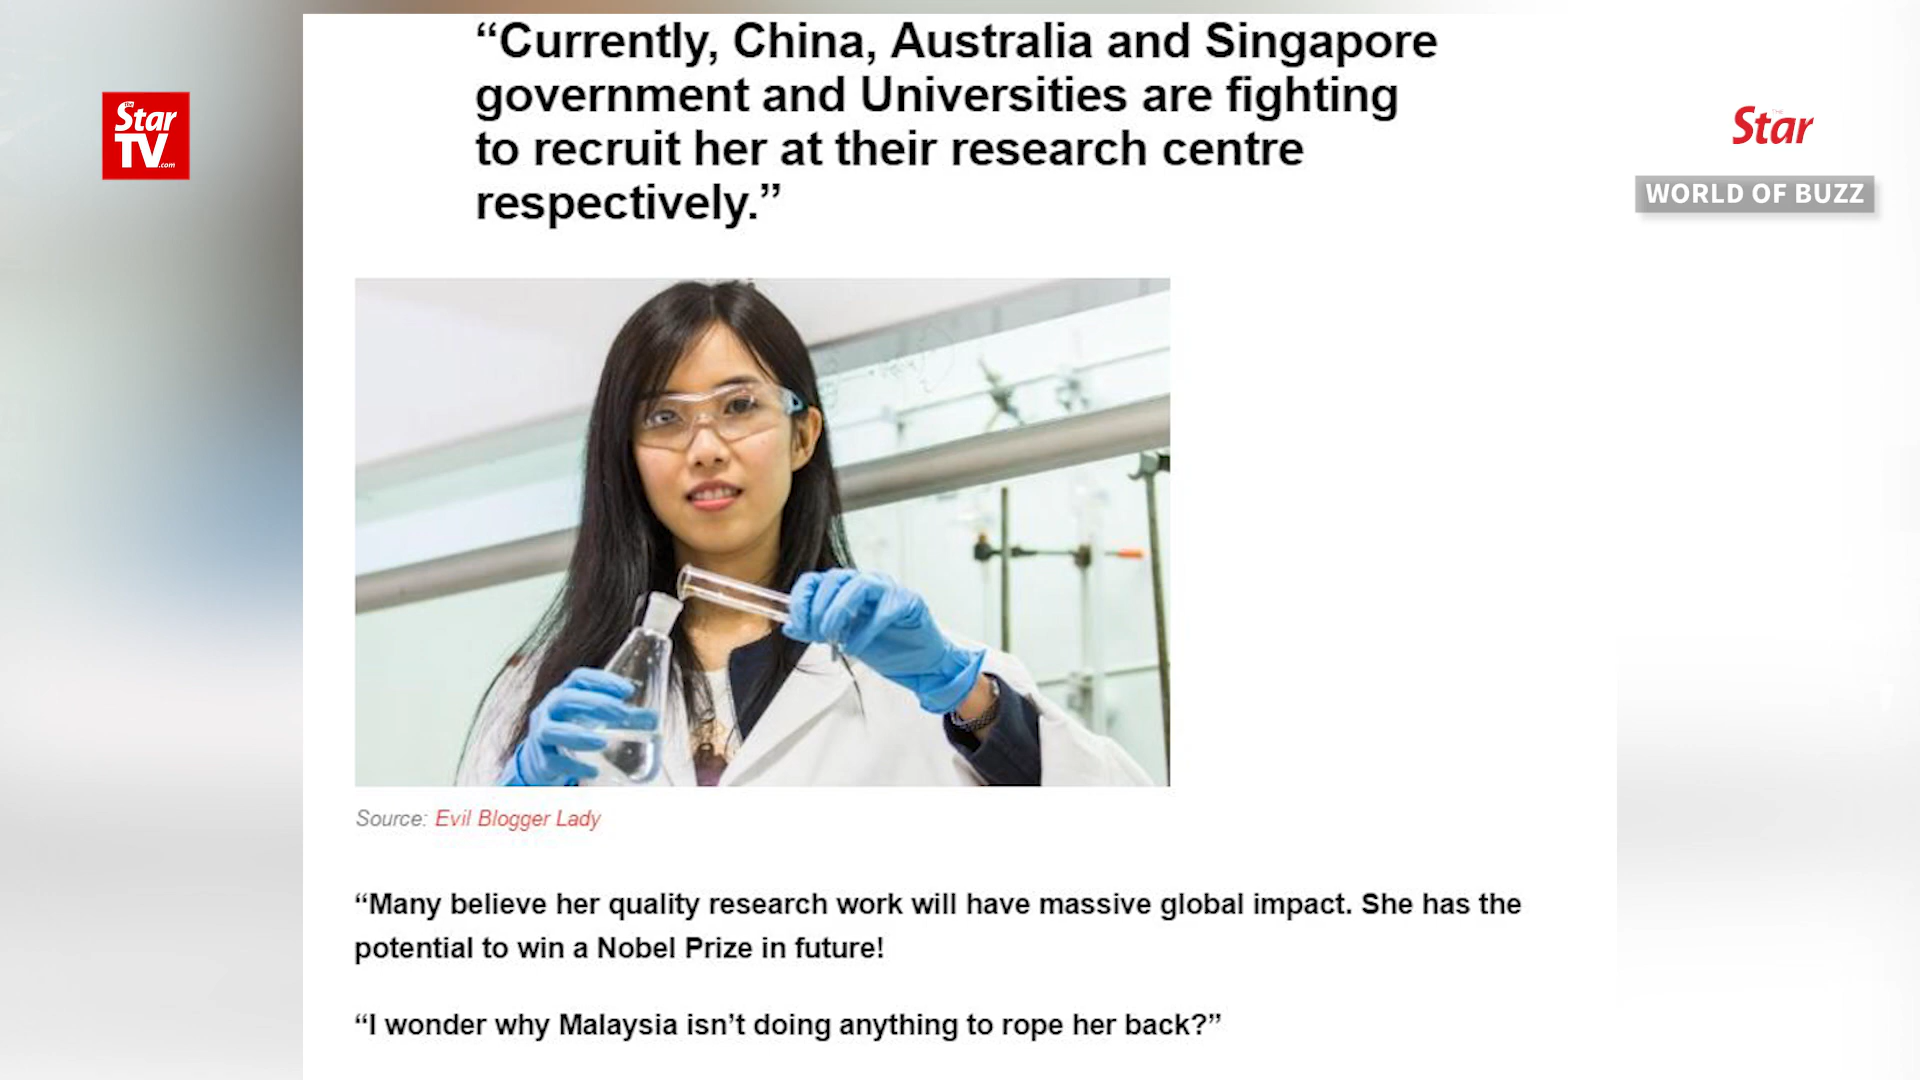 “Currently, China, Australia and Singapore
government and Universities are fighting
to recruit her at their research centre
respectively.”
The
Star
TV
.com
Star
WORLD OF BUZZ
Source: Evil Blogger Lady
“Many believe her quality research work will have massive global impact. She has the
potential to win a Nobel Prize in future!
“I wonder why Malaysia isn’t doing anything to rope her back?”